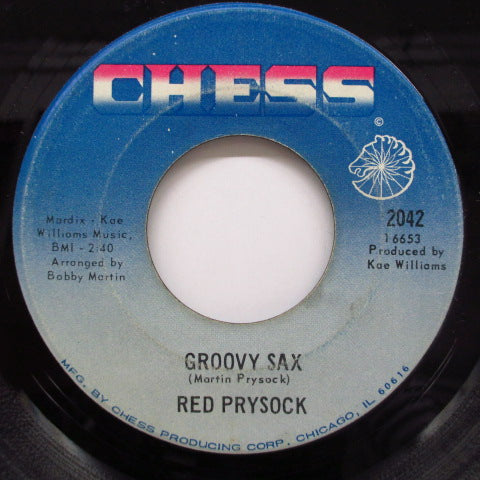 CHESS
©
Mardix - Kae
Williams Music,
BMI - 2:40
Arranged by
Bobby Martin
2042
16653
Produced by
Kae Williams
GROOVY SAX
(Martin Prysock)
RED PRYSOCK
MFG. BY CHESS PRODUCING CORP. CHICAGO, IL 60616